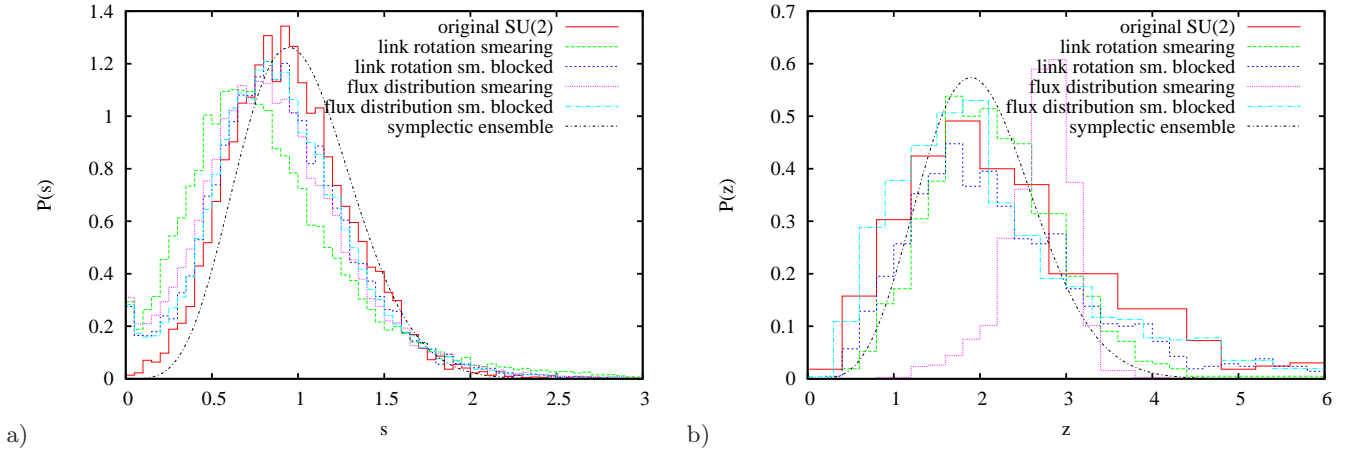 P(s)
1.4
1.2
1
0.8
0.6
0.4
0.2
0
original SU(2)
link rotation smearing
link rotation sm. blocked
flux distribution smearing
flux distribution sm. blocked
symplectic ensemble
0 0.5 1 1.5 2 2.5 3
s
a)
P(z)
0.7
0.6
0.5
0.4
0.3
0.2
0.1
0
original SU(2)
link rotation smearing
link rotation sm. blocked
flux distribution smearing
flux distribution sm. blocked
symplectic ensemble
0 1 2 3 4 5 6
z
b)